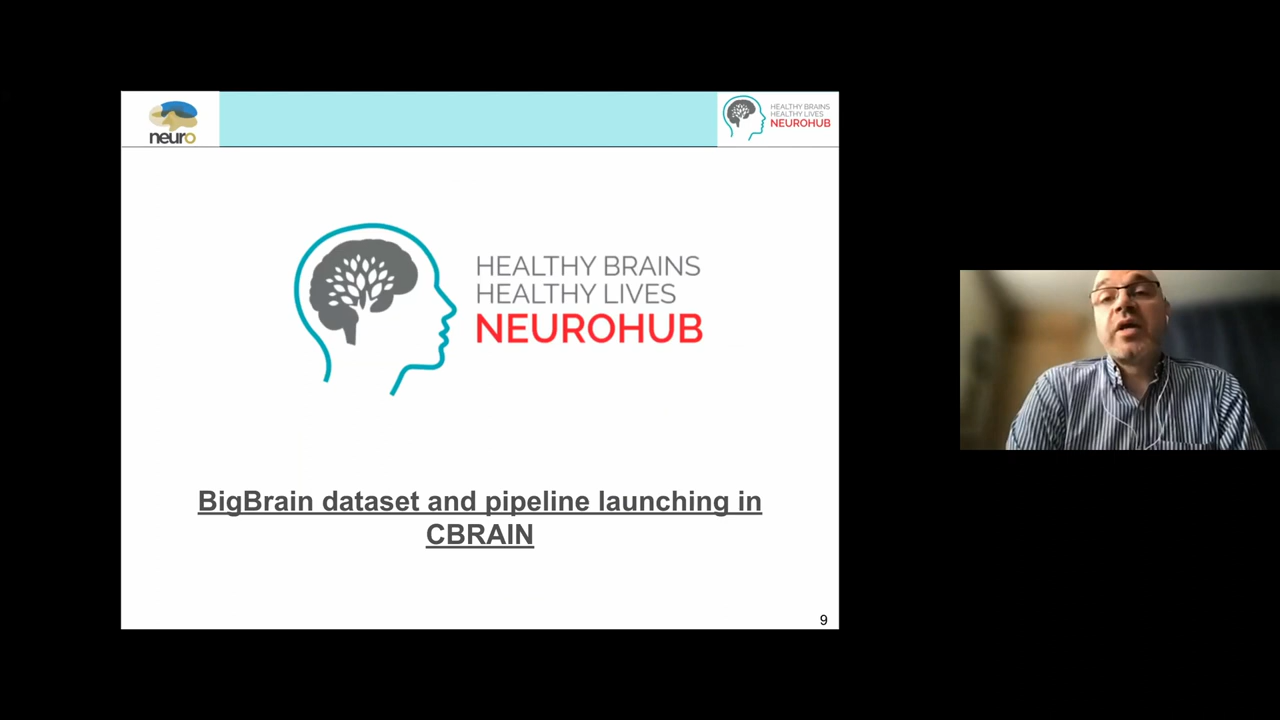 neuro
HEALTHY BRAINS
HEALTHY LIVES
NEUROHUB
HEALTHY BRAINS
HEALTHY LIVES
NEUROHUB
BigBrain dataset and pipeline launching in
CBRAIN
9